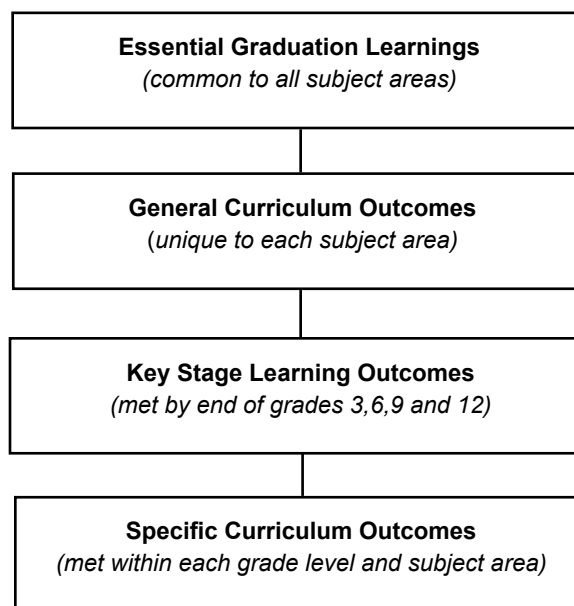 Essential Graduation Learnings
(common to all subject areas)
General Curriculum Outcomes
(unique to each subject area)
Key Stage Learning Outcomes
(met by end of grades 3,6,9 and 12)
Specific Curriculum Outcomes
(met within each grade level and subject area)